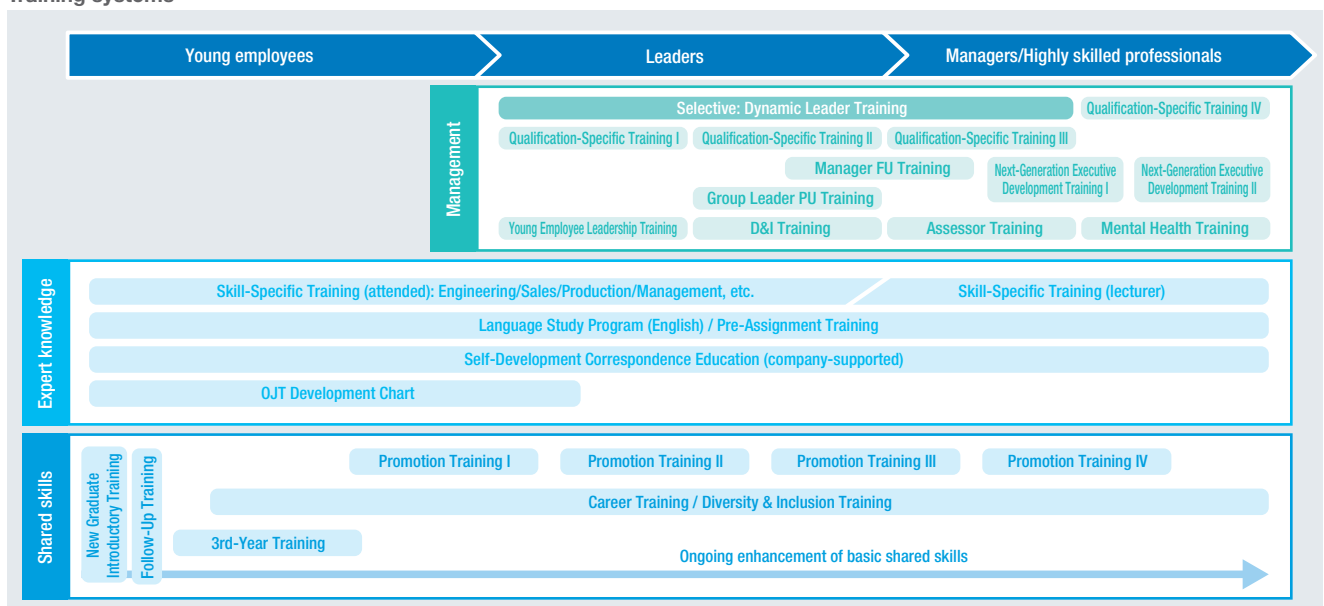 Training systems
Young employees
Leaders
Managers/Highly skilled professionals
Management
Selective: Dynamic Leader Training
Qualification-Specific Training IV
Qualification-Specific Training I
Qualification-Specific Training II
Qualification-Specific Training III
Manager FU Training
Next-Generation Executive
Development Training I
Next-Generation Executive
Development Training II
Group Leader PU Training
Young Employee Leadership Training
D&I Training
Assessor Training
Mental Health Training
Expert knowledge
Skill-Specific Training (attended): Engineering/Sales/Production/Management, etc.
Skill-Specific Training (lecturer)
Language Study Program (English) / Pre-Assignment Training
Self-Development Correspondence Education (company-supported)
OJT Development Chart
Shared skills
New Graduate
Introductory Training
Follow-Up Training
Promotion Training I
Promotion Training II
Promotion Training III
Promotion Training IV
Career Training / Diversity & Inclusion Training
3rd-Year Training
Ongoing enhancement of basic shared skills